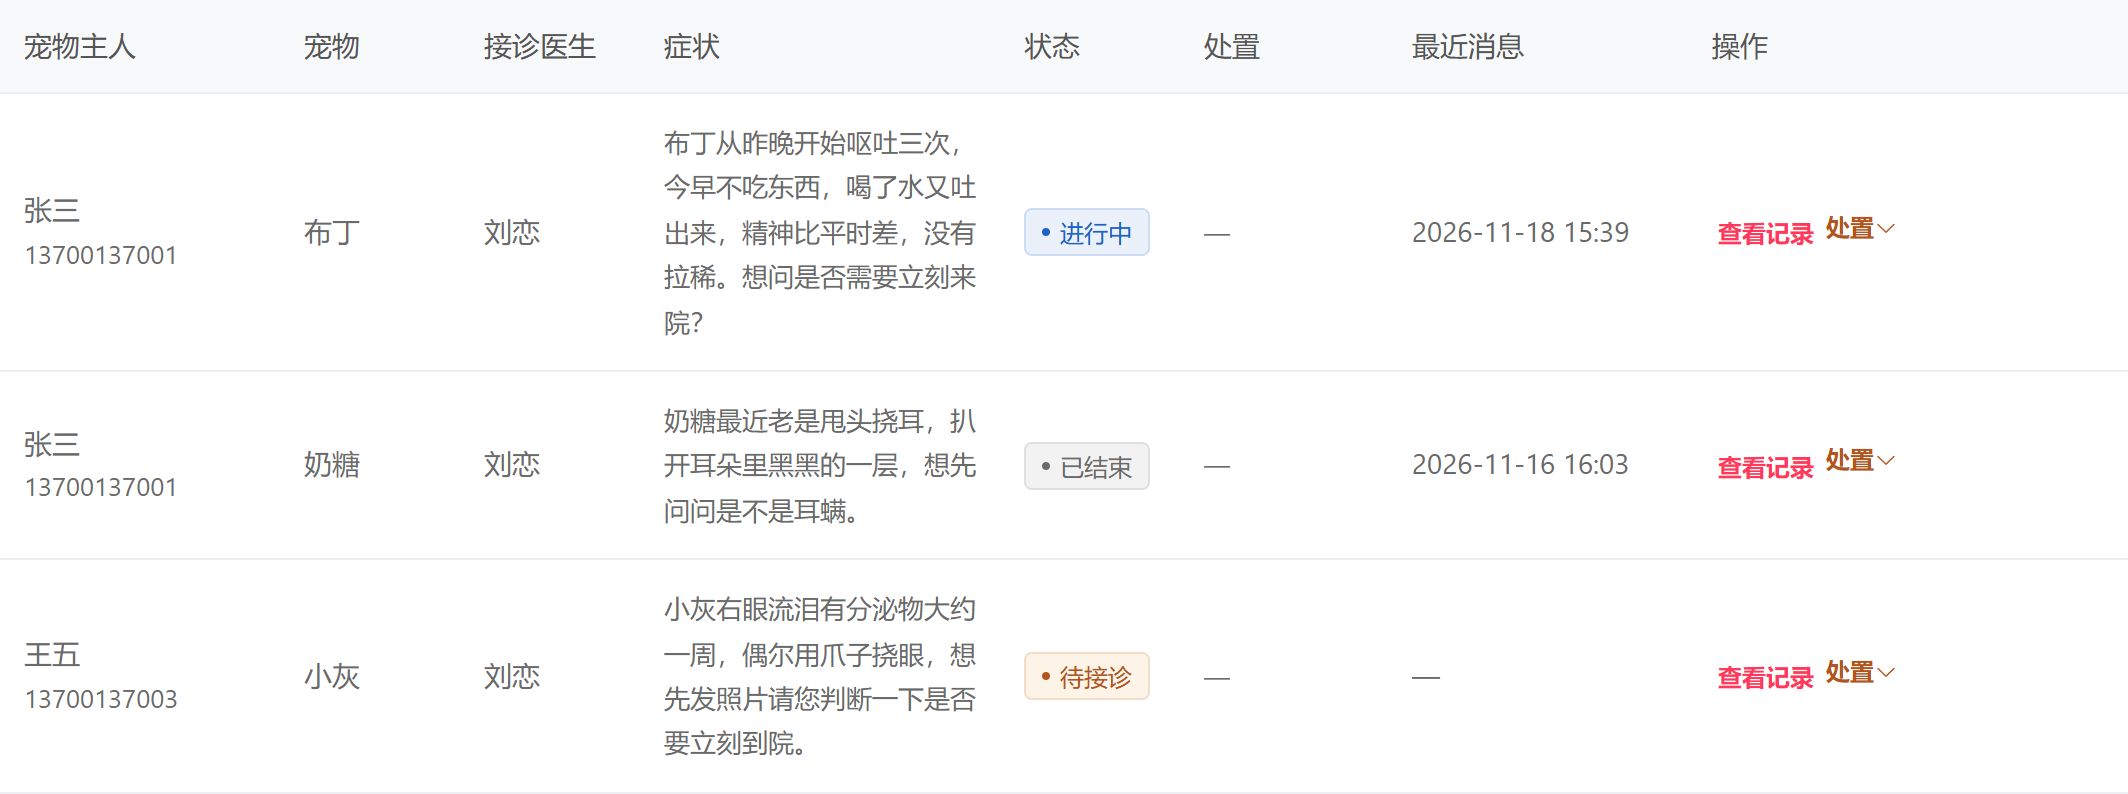 宠物主人 宠物 接诊医生 症状 状态 处置 最近消息 操作
张三
13700137001
布丁
刘恋
布丁从昨晚开始呕吐三次，
今早不吃东西，喝了水又吐
出来，精神比平时差，没有
拉稀。想问是否需要立刻来
院？
进行中
—
2026-11-18 15:39
查看记录 处置
张三
13700137001
奶糖
刘恋
奶糖最近老是甩头挠耳，扒
开耳朵里黑黑的一层，想先
问问是不是耳螨。
已结束
—
2026-11-16 16:03
查看记录 处置
王五
13700137003
小灰
刘恋
小灰右眼流泪有分泌物大约
一周，偶尔用爪子挠眼，想
先发照片请您判断一下是否
要立刻到院。
待接诊
—
—
查看记录 处置